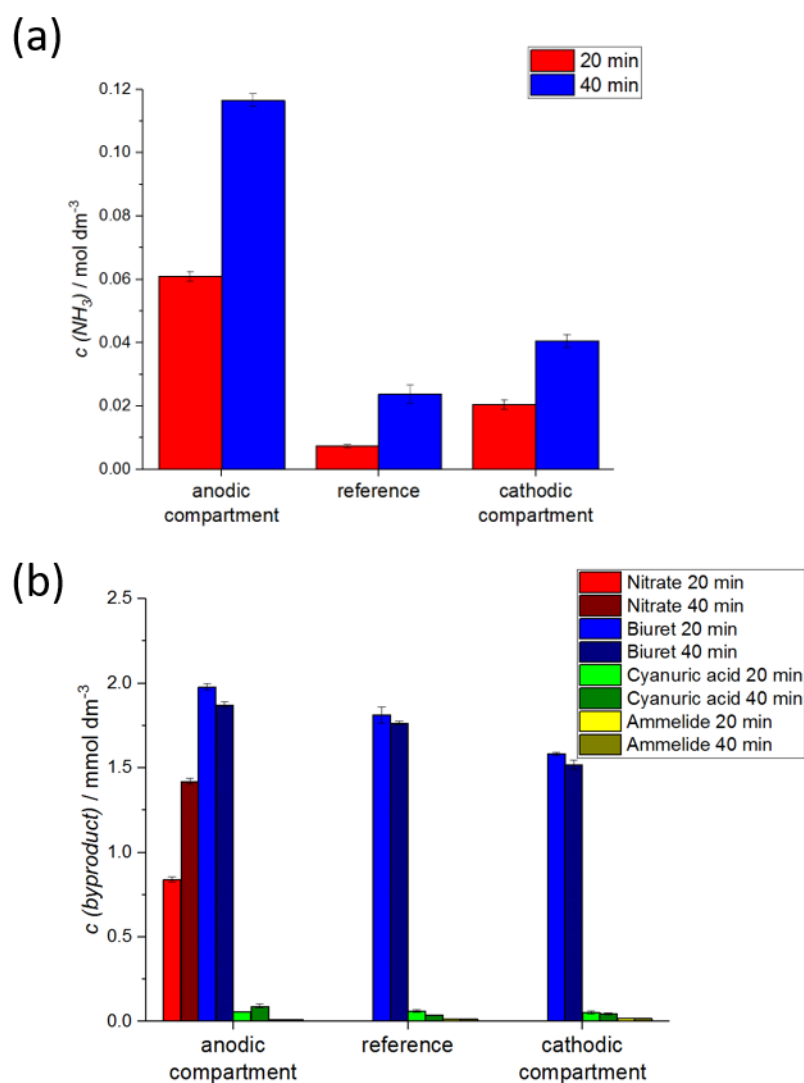 (a)
20 min
40 min
0.12
0.10
0.08
0.06
0.04
0.02
0.00
c (NH₃) / mol dm⁻³
anodic
compartment
reference
cathodic
compartment
(b)
Nitrate 20 min
Nitrate 40 min
Biuret 20 min
Biuret 40 min
Cyanuric acid 20 min
Cyanuric acid 40 min
Ammelide 20 min
Ammelide 40 min
2.5
2.0
1.5
1.0
0.5
0.0
c (byproduct) / mmol dm⁻³
anodic
compartment
reference
cathodic
compartment